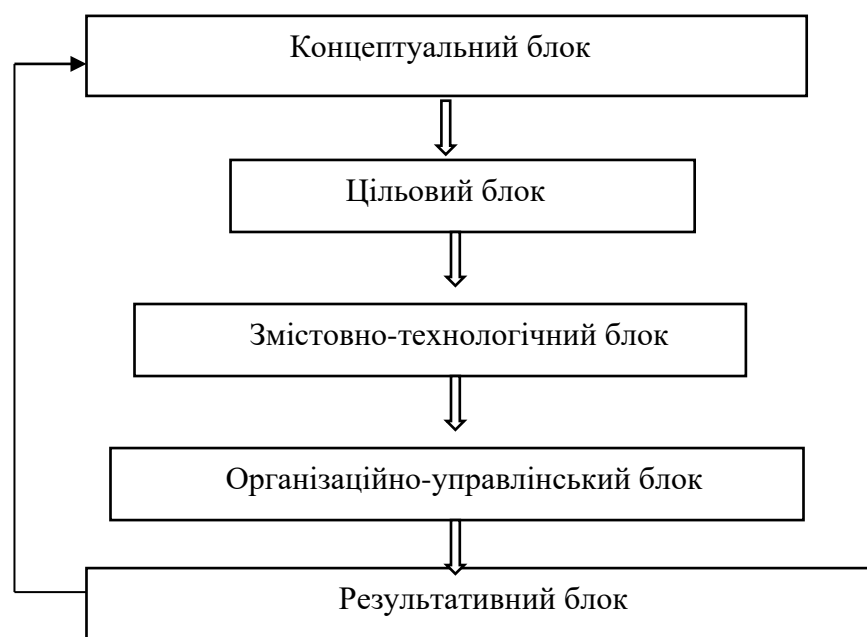 Концептуальний блок
Цільовий блок
Змістовно-технологічний блок
Організаційно-управлінський блок
Результативний блок